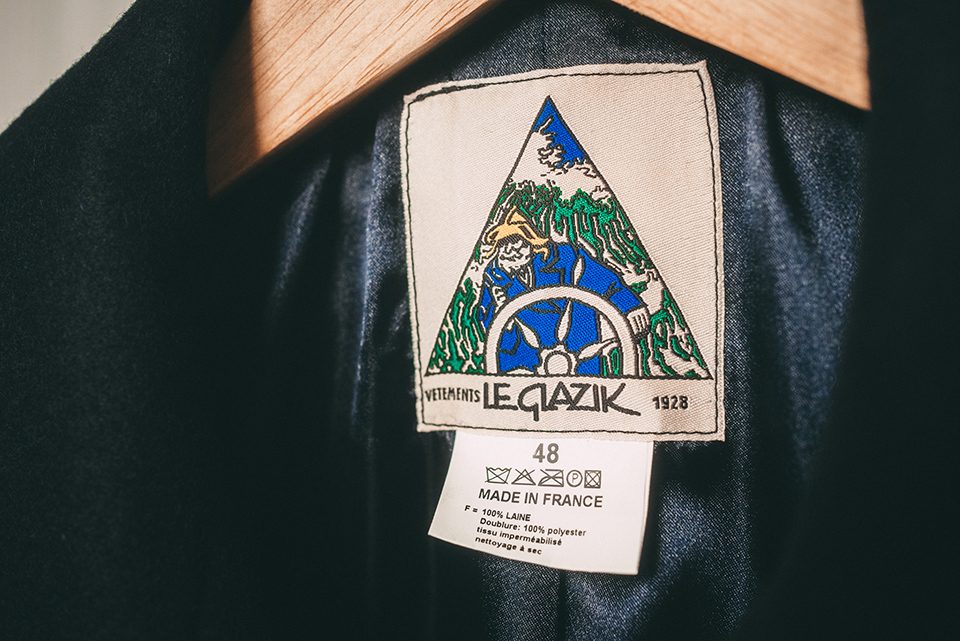 VETEMENTS LE GLAZIK 1928
48
P
MADE IN FRANCE
F = 100% LAINE
Doublure: 100% polyester
tissu imperméabilisé
nettoyage à sec